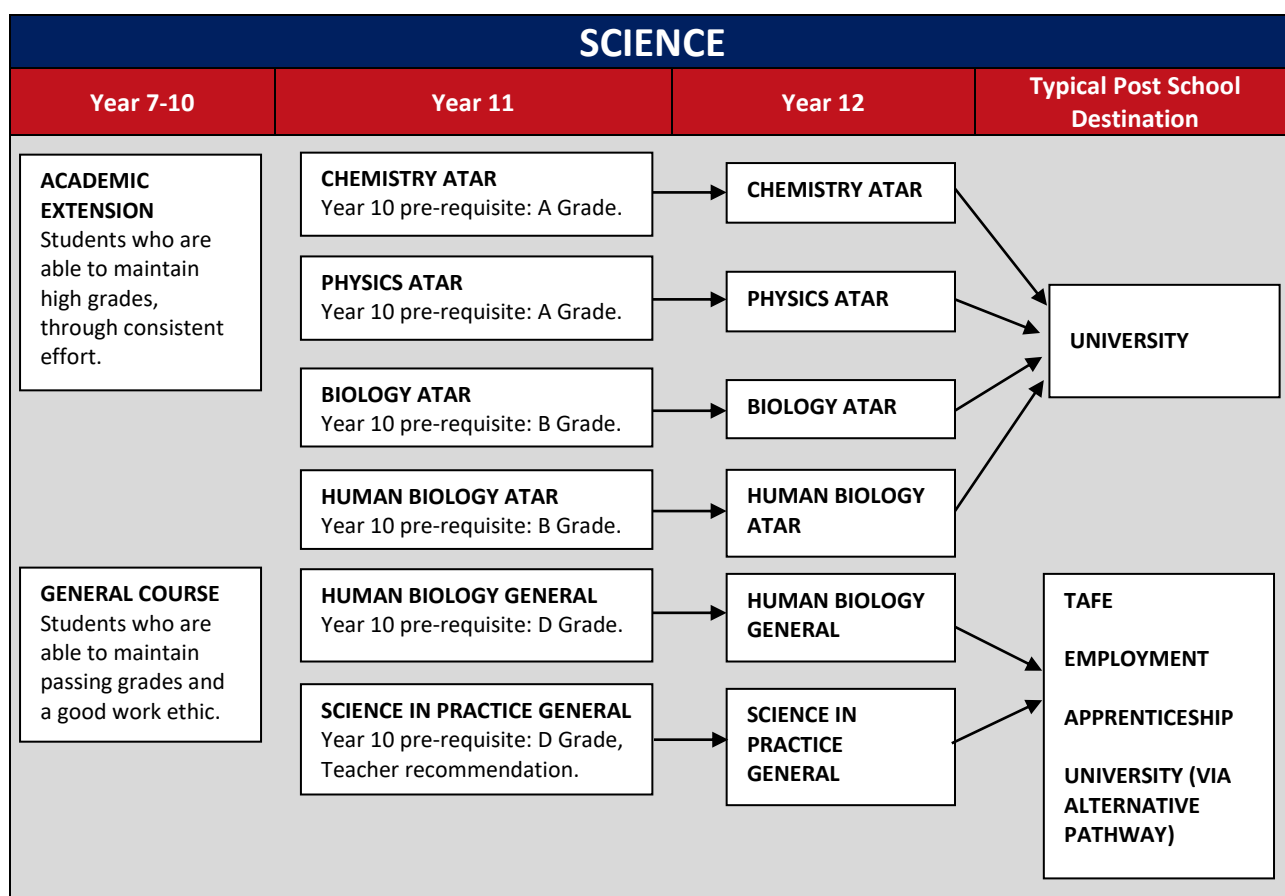 SCIENCE
Year 7-10
Year 11
Year 12
Typical Post School
Destination
ACADEMIC
EXTENSION
Students who are
able to maintain
high grades,
through consistent
effort.
GENERAL COURSE
Students who are
able to maintain
passing grades and
a good work ethic.
CHEMISTRY ATAR
Year 10 pre-requisite: A Grade.
PHYSICS ATAR
Year 10 pre-requisite: A Grade.
BIOLOGY ATAR
Year 10 pre-requisite: B Grade.
HUMAN BIOLOGY ATAR
Year 10 pre-requisite: B Grade.
HUMAN BIOLOGY GENERAL
Year 10 pre-requisite: D Grade.
SCIENCE IN PRACTICE GENERAL
Year 10 pre-requisite: D Grade,
Teacher recommendation.
CHEMISTRY ATAR
PHYSICS ATAR
BIOLOGY ATAR
HUMAN BIOLOGY
ATAR
HUMAN BIOLOGY
GENERAL
SCIENCE IN
PRACTICE
GENERAL
UNIVERSITY
TAFE
EMPLOYMENT
APPRENTICESHIP
UNIVERSITY (VIA
ALTERNATIVE
PATHWAY)